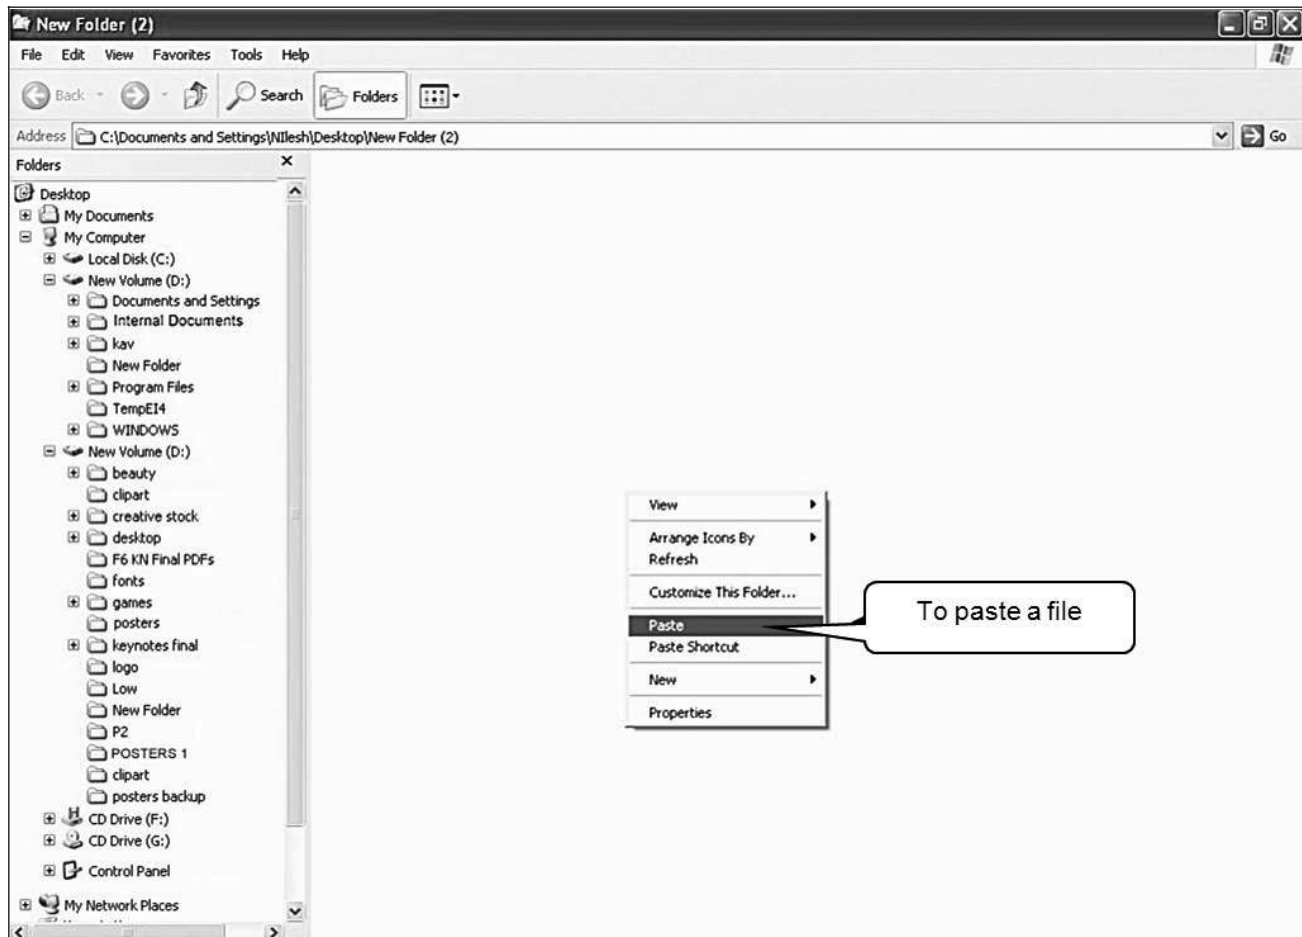 New Folder (2)
File Edit View Favorites Tools Help
Back Search Folders
Address C:\Documents and Settings\NIlesh\Desktop\New Folder (2) Go
Folders
Desktop
My Documents
My Computer
Local Disk (C:)
New Volume (D:)
Documents and Settings
Internal Documents
kav
New Folder
Program Files
TempEI4
WINDOWS
New Volume (D:)
beauty
clipart
creative stock
desktop
F6 KN Final PDFs
fonts
games
posters
keynotes final
logo
Low
New Folder
P2
POSTERS 1
clipart
posters backup
CD Drive (F:)
CD Drive (G:)
Control Panel
My Network Places
View
Arrange Icons By
Refresh
Customize This Folder...
Paste
Paste Shortcut
New
Properties
To paste a file